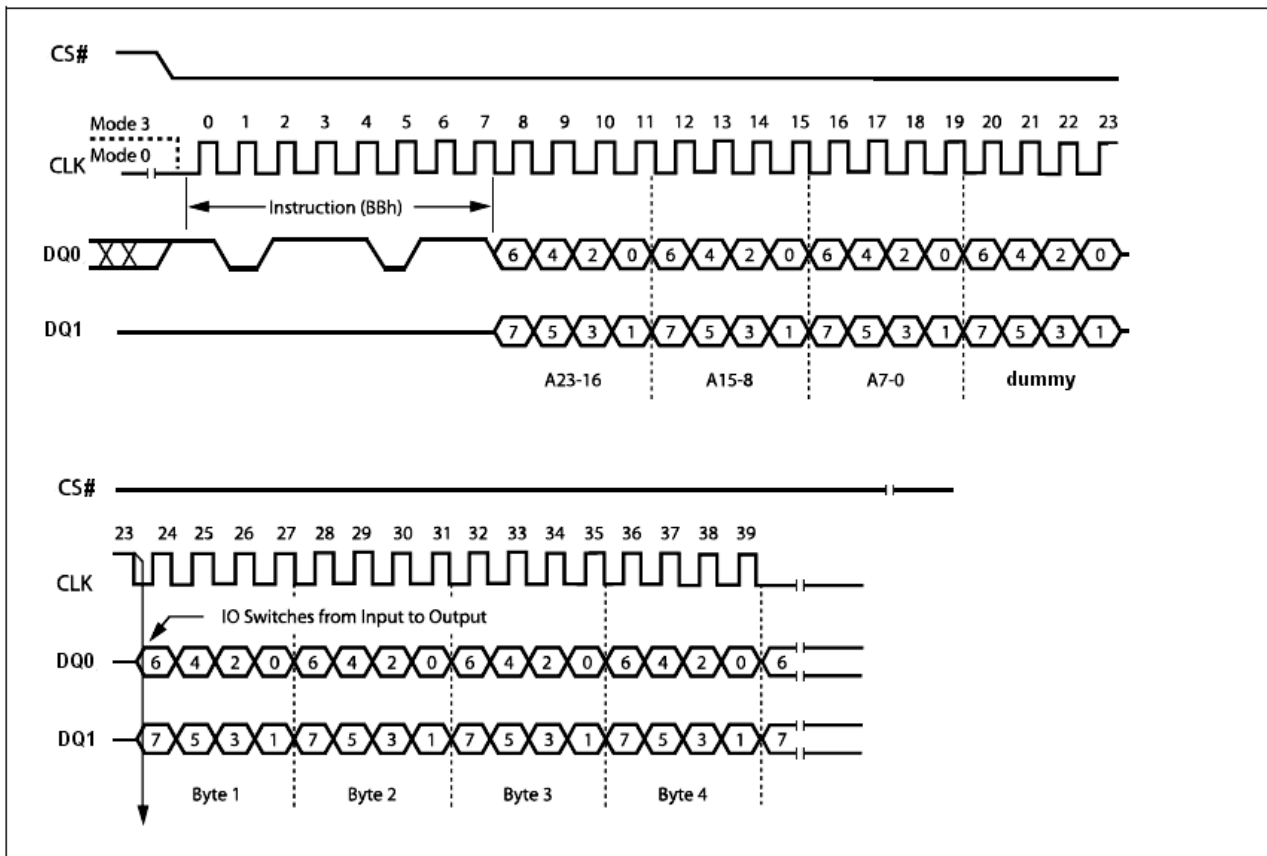 CS#
Mode 3
0 1 2 3 4 5 6 7 8 9 10 11 12 13 14 15 16 17 18 19 20 21 22 23
Mode 0
CLK
Instruction (BBh)
DQ0
6 4 2 0 6 4 2 0 6 4 2 0 6 4 2 0
DQ1
7 5 3 1 7 5 3 1 7 5 3 1 7 5 3 1
A23-16 A15-8 A7-0 dummy
CS#
23 24 25 26 27 28 29 30 31 32 33 34 35 36 37 38 39
CLK
IO Switches from Input to Output
DQ0
6 4 2 0 6 4 2 0 6 4 2 0 6 4 2 0 6
DQ1
7 5 3 1 7 5 3 1 7 5 3 1 7 5 3 1 7
Byte 1 Byte 2 Byte 3 Byte 4